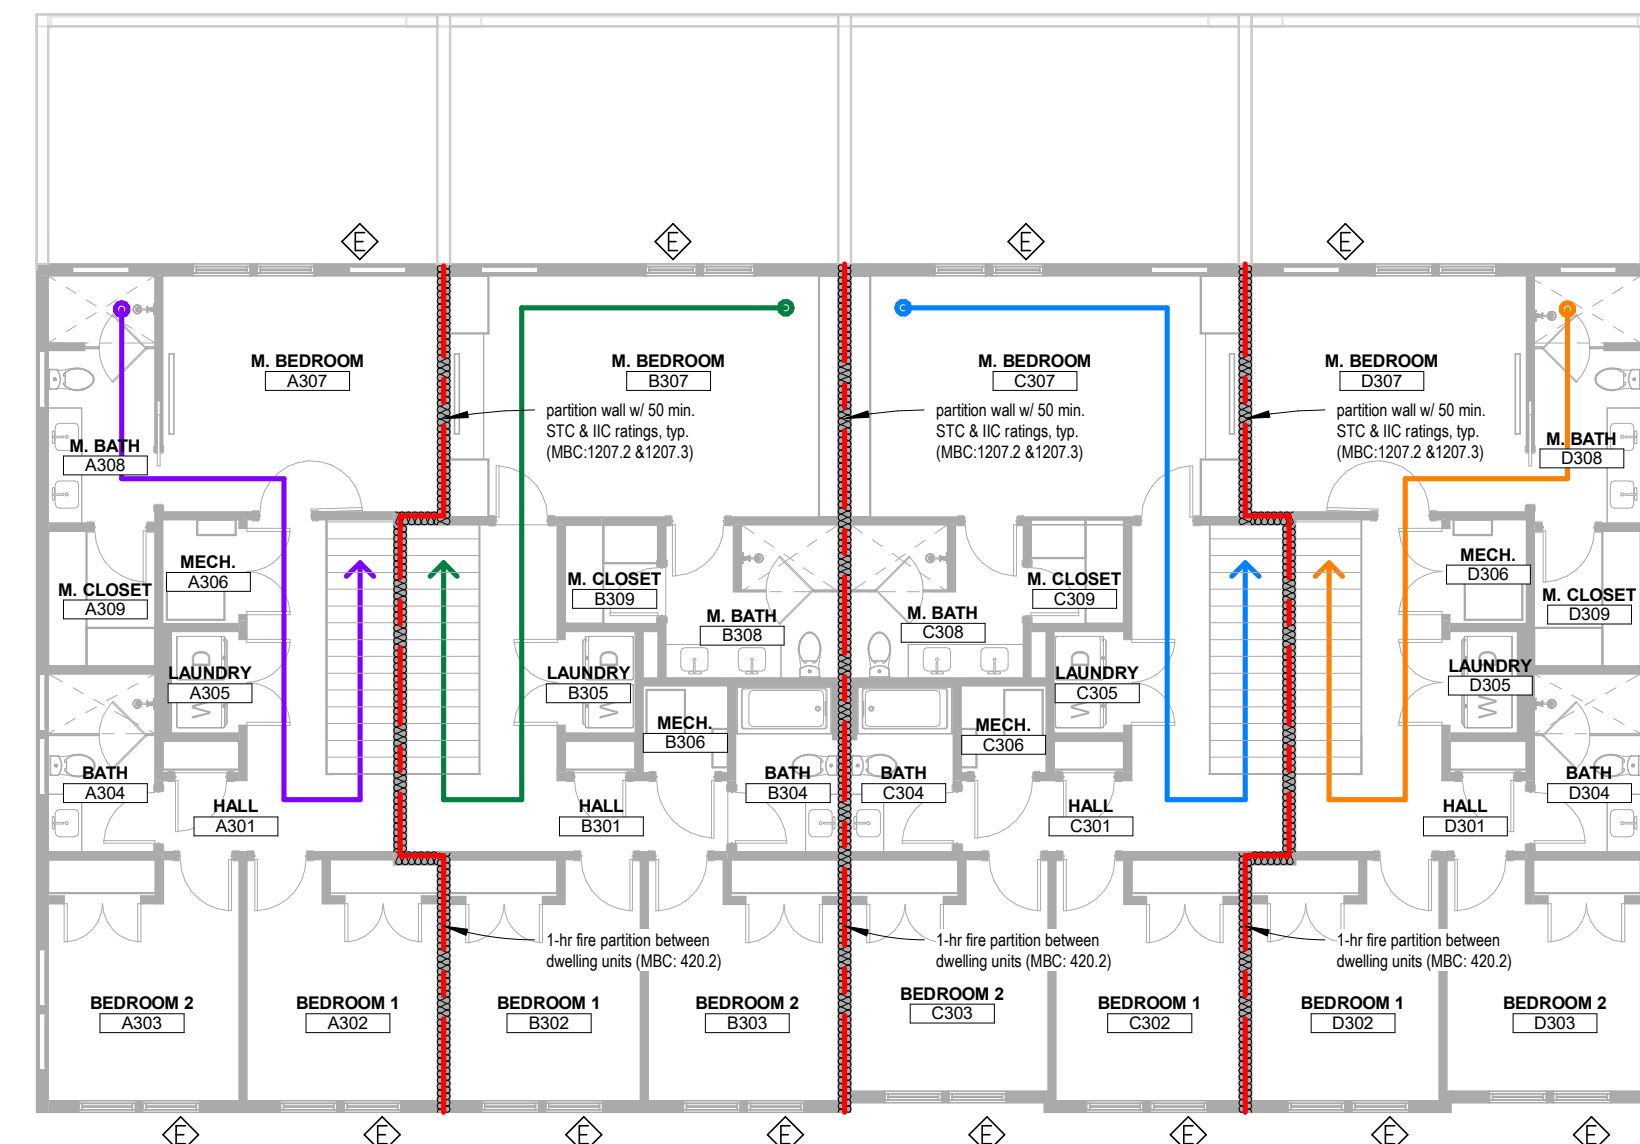 E E E E
M. BEDROOM
A307
M. BEDROOM
B307
M. BEDROOM
C307
M. BEDROOM
D307
partition wall w/ 50 min.
STC & IIC ratings, typ.
(MBC:1207.2 &1207.3)
partition wall w/ 50 min.
STC & IIC ratings, typ.
(MBC:1207.2 &1207.3)
partition wall w/ 50 min.
STC & IIC ratings, typ.
(MBC:1207.2 &1207.3)
M. BATH
A308
M. BATH
D308
MECH.
A306
M. CLOSET
A309
M. CLOSET
B309
M. BATH
B308
M. BATH
C308
M. CLOSET
C309
MECH.
D306
M. CLOSET
D309
LAUNDRY
A305
W D
LAUNDRY
B305
W D
LAUNDRY
C305
W D
LAUNDRY
D305
W D
MECH.
B306
MECH.
C306
BATH
A304
BATH
B304
BATH
C304
BATH
D304
HALL
A301
HALL
B301
HALL
C301
HALL
D301
1-hr fire partition between
dwelling units (MBC: 420.2)
1-hr fire partition between
dwelling units (MBC: 420.2)
1-hr fire partition between
dwelling units (MBC: 420.2)
BEDROOM 2
A303
BEDROOM 1
A302
BEDROOM 1
B302
BEDROOM 2
B303
BEDROOM 2
C303
BEDROOM 1
C302
BEDROOM 1
D302
BEDROOM 2
D303
E E E E E E E E